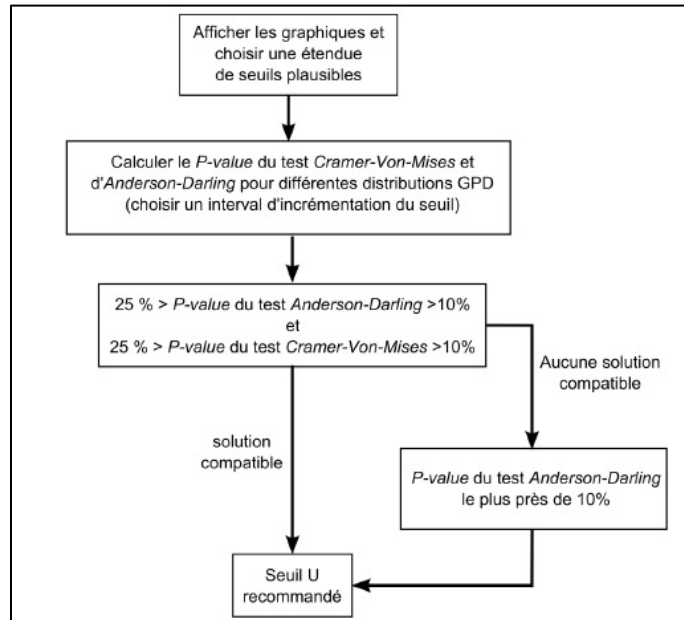 Afficher les graphiques et
choisir une étendue
de seuils plausibles
Calculer le P-value du test Cramer-Von-Mises et
d'Anderson-Darling pour différentes distributions GPD
(choisir un interval d'incrémentation du seuil)
25 % > P-value du test Anderson-Darling >10%
et
25 % > P-value du test Cramer-Von-Mises >10%
Aucune solution
compatible
solution
compatible
P-value du test Anderson-Darling
le plus près de 10%
Seuil U
recommandé